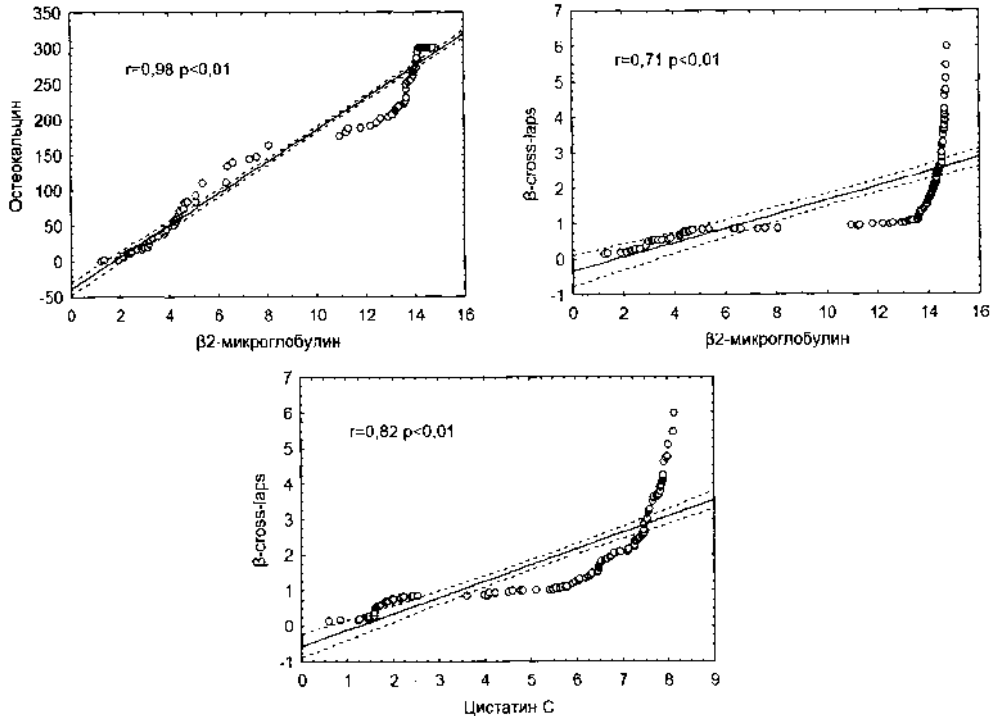 350
300
250
200
150
100
50
0
-50
Остеокальцин
r=0,98 p<0,01
0 2 4 6 8 10 12 14 16
β2-микроглобулин
7
6
5
4
3
2
1
0
-1
β-cross-laps
r=0,71 p<0,01
0 2 4 6 8 10 12 14 16
β2-микроглобулин
7
6
5
4
3
2
1
0
-1
β-cross-laps
r=0,82 p<0,01
0 1 2 3 4 5 6 7 8 9
Цистатин С